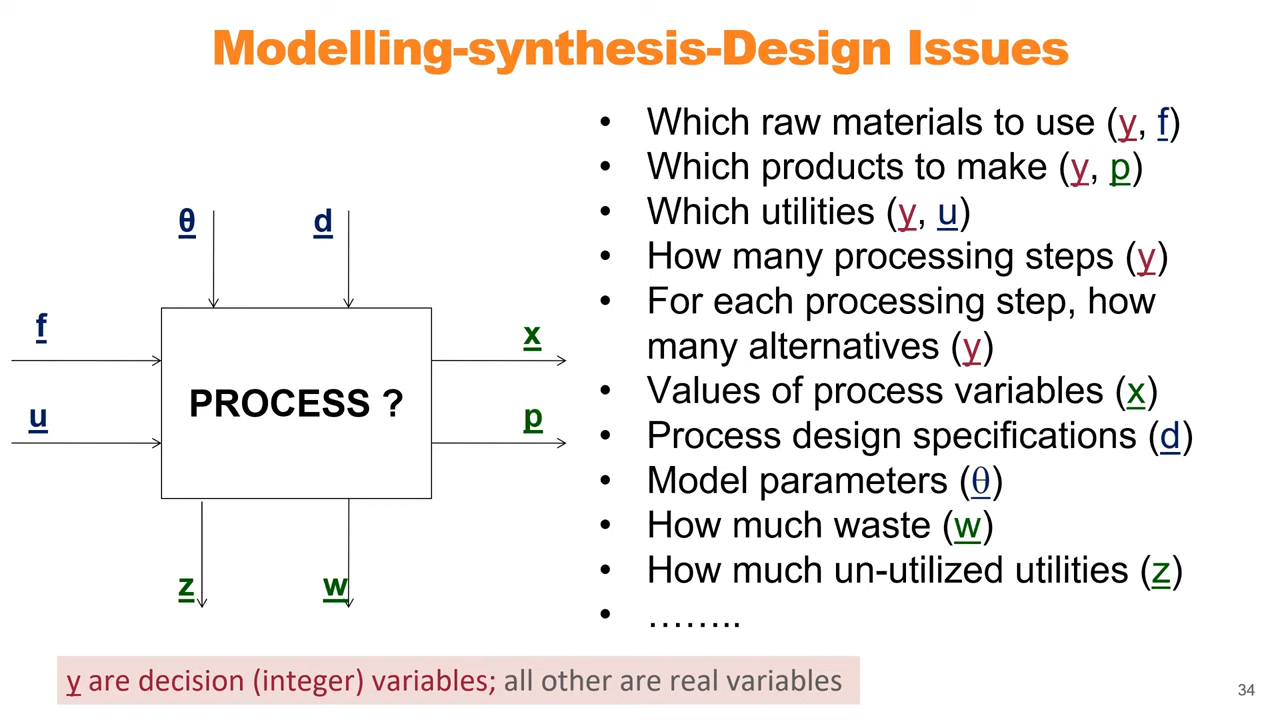 Modelling-synthesis-Design Issues
θ
d
f
u
PROCESS ?
x
p
z
w
• Which raw materials to use (y, f)
• Which products to make (y, p)
• Which utilities (y, u)
• How many processing steps (y)
• For each processing step, how
many alternatives (y)
• Values of process variables (x)
• Process design specifications (d)
• Model parameters (θ)
• How much waste (w)
• How much un-utilized utilities (z)
• ……..
y are decision (integer) variables; all other are real variables
34